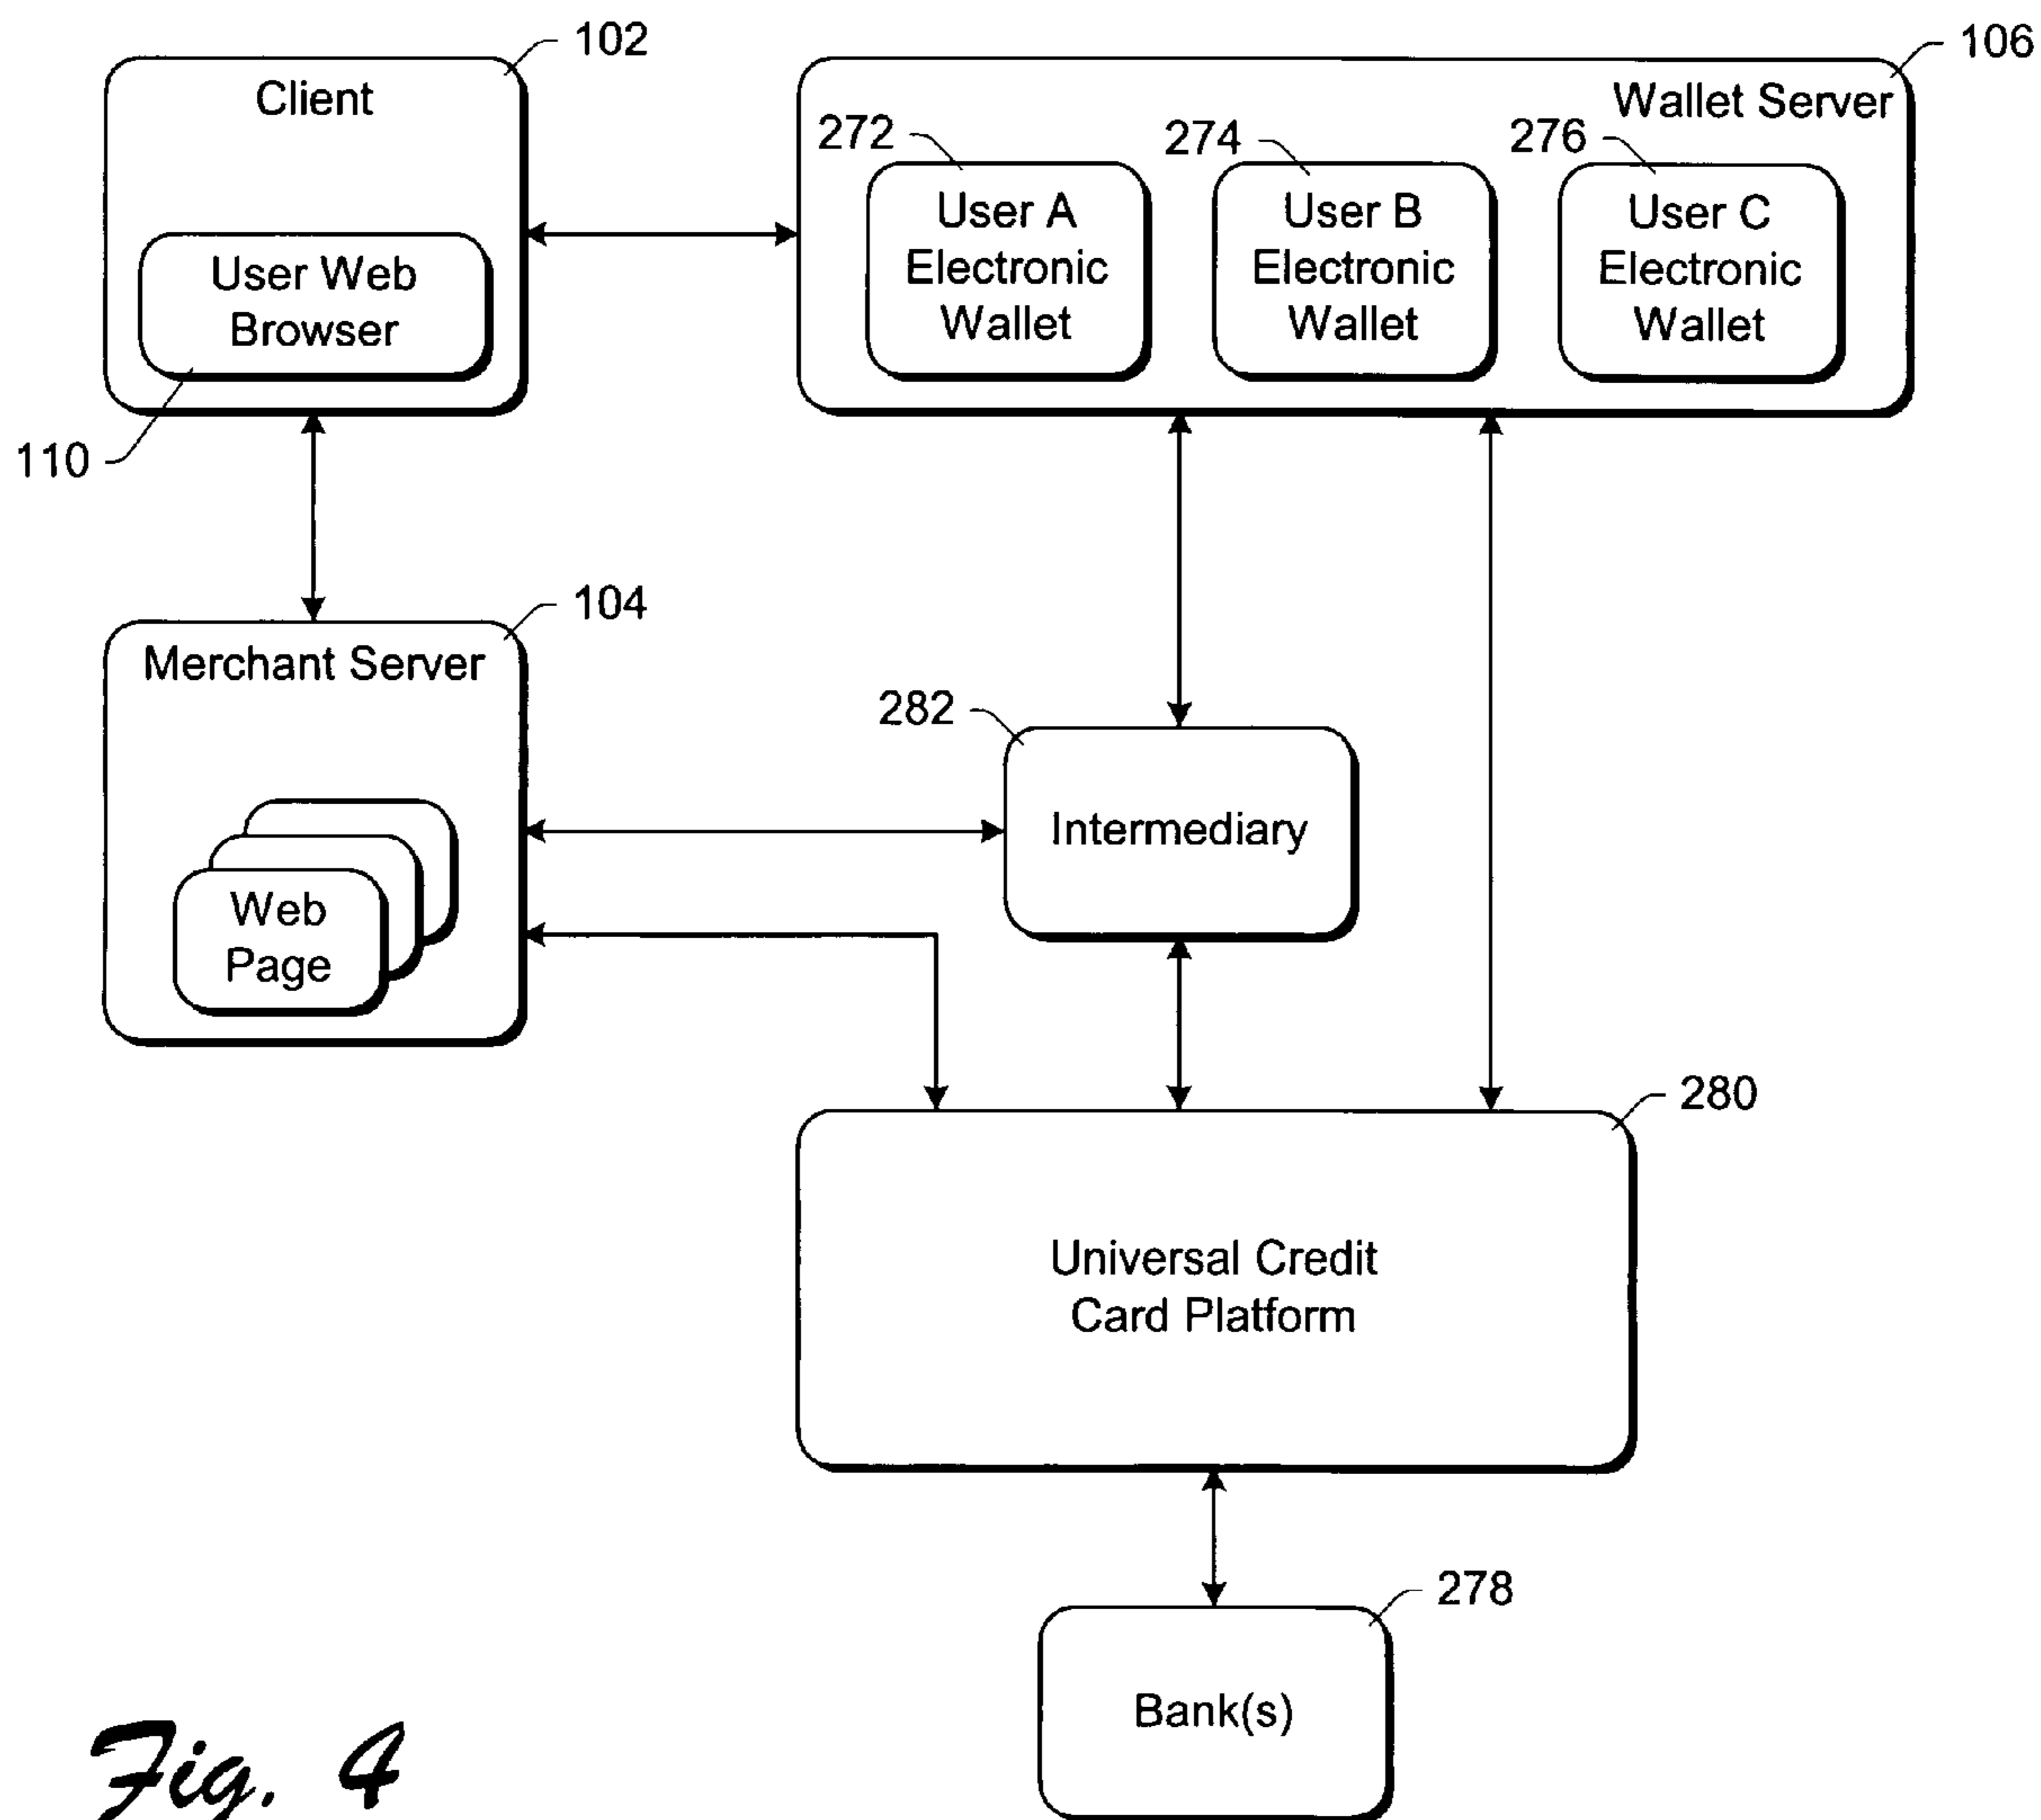 102
Client
User Web
Browser
110
106
Wallet Server
272
User A
Electronic
Wallet
274
User B
Electronic
Wallet
276
User C
Electronic
Wallet
104
Merchant Server
Web
Page
282
Intermediary
280
Universal Credit
Card Platform
278
Bank(s)
Fig. 4